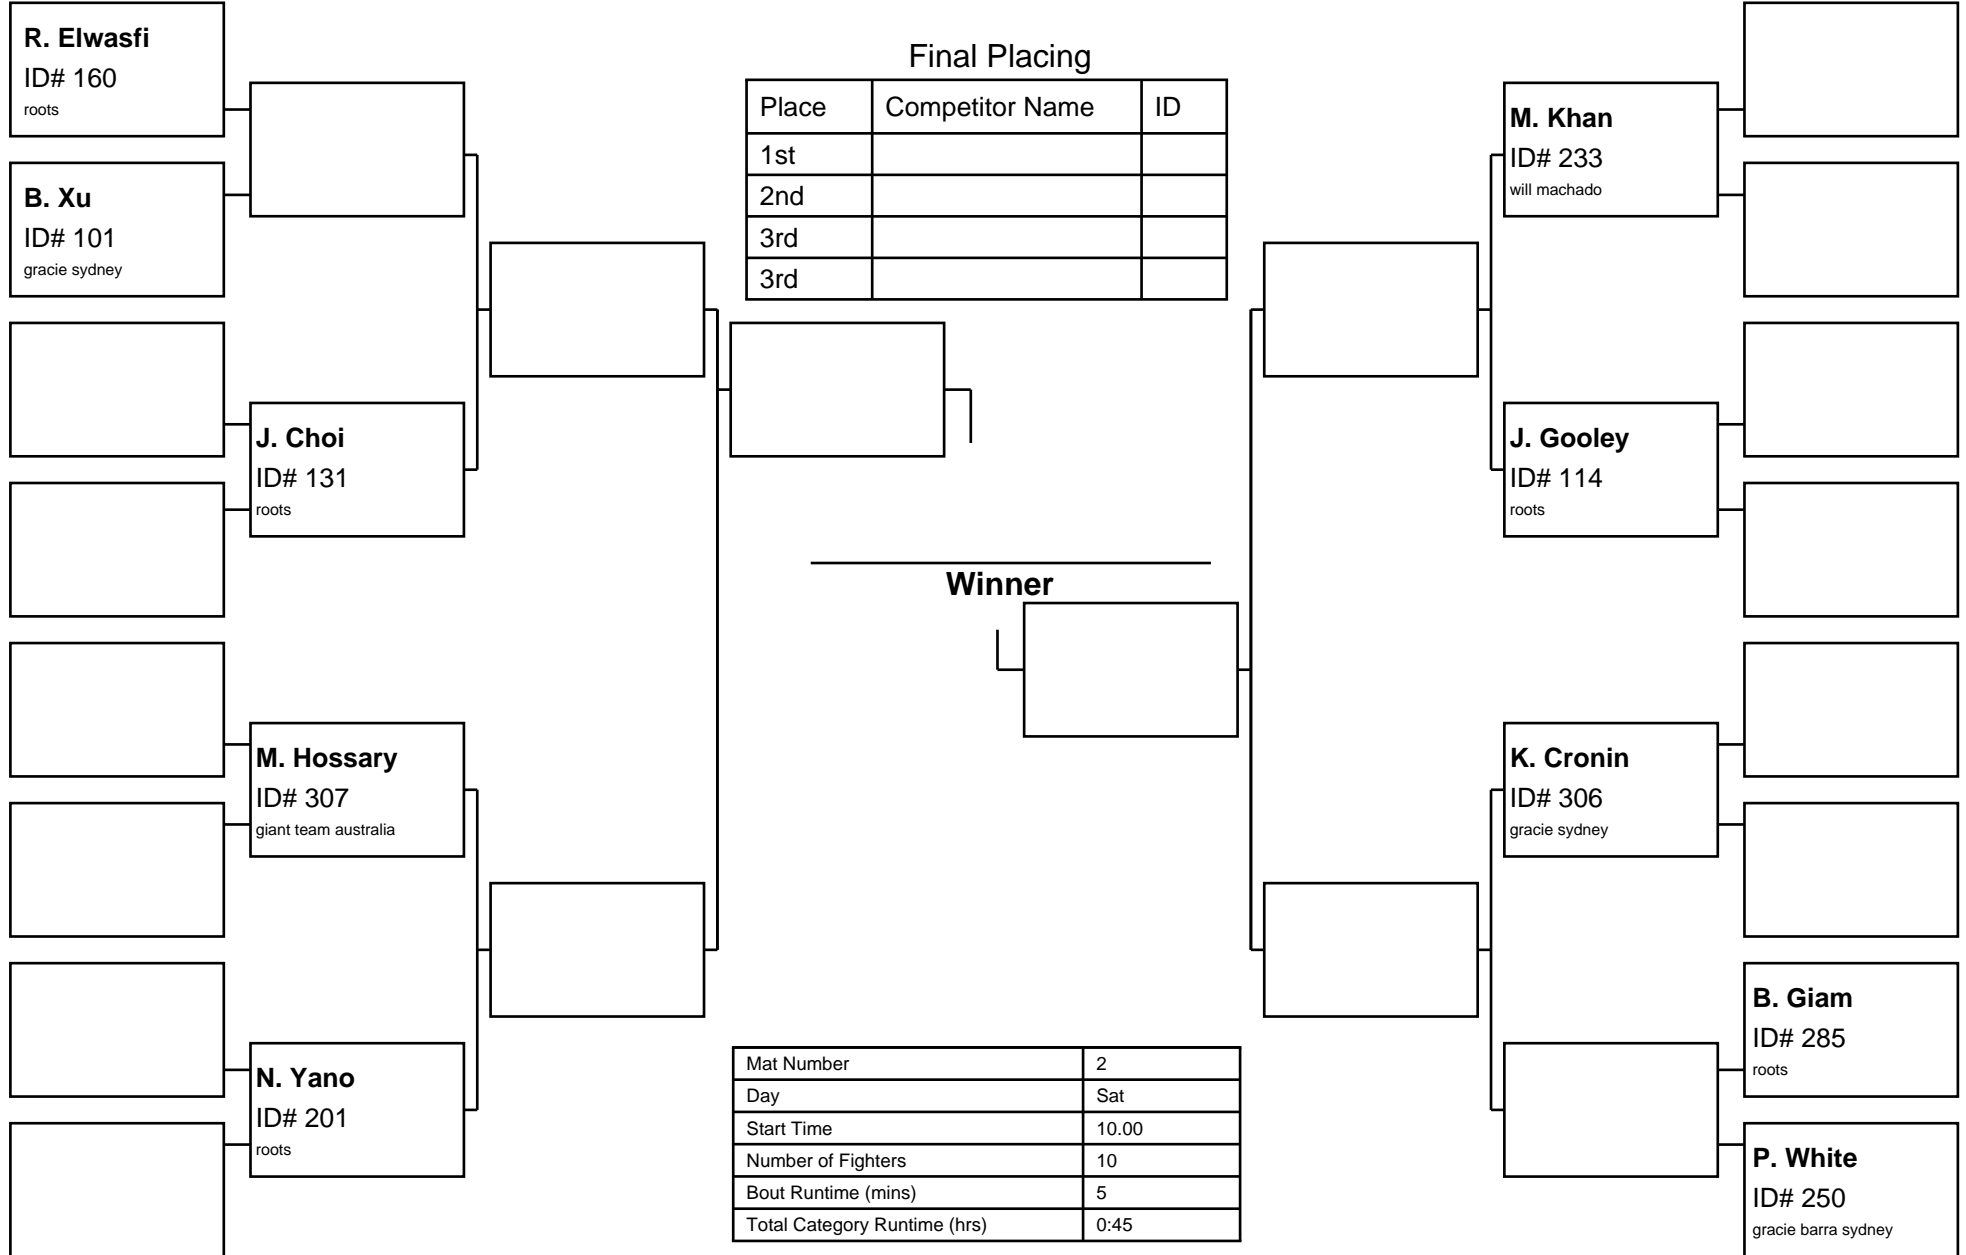 R. Elwasfi
ID# 160
roots
B. Xu
ID# 101
gracie sydney
J. Choi
ID# 131
roots
M. Hossary
ID# 307
giant team australia
N. Yano
ID# 201
roots
Final Placing
Place Competitor Name ID
1st
2nd
3rd
3rd
Winner
Mat Number 2
Day Sat
Start Time 10.00
Number of Fighters 10
Bout Runtime (mins) 5
Total Category Runtime (hrs) 0:45
M. Khan
ID# 233
will machado
J. Gooley
ID# 114
roots
K. Cronin
ID# 306
gracie sydney
B. Giam
ID# 285
roots
P. White
ID# 250
gracie barra sydney